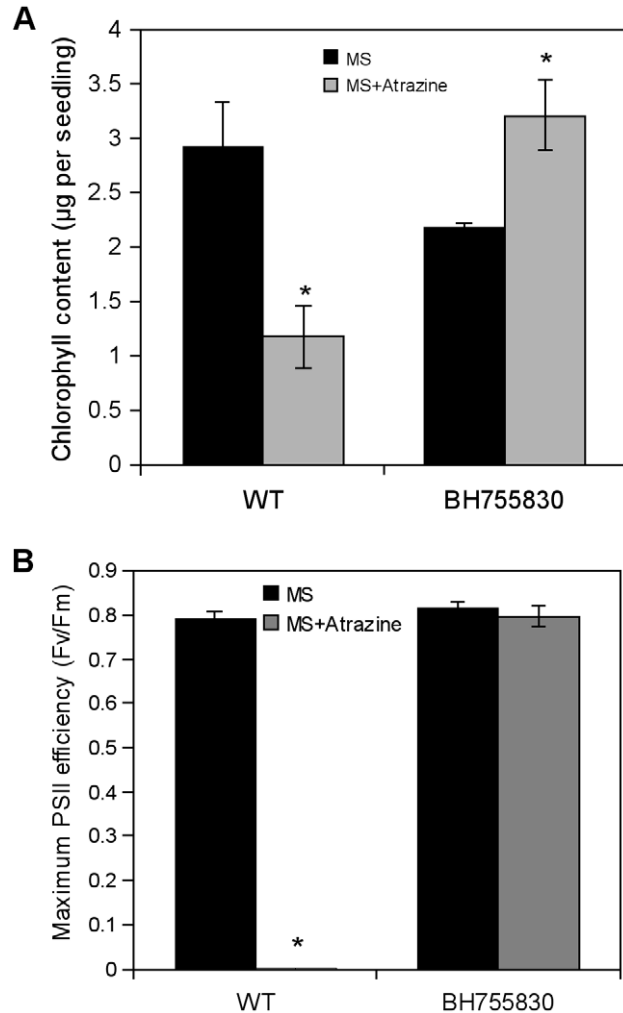 A
Chlorophyll content (µg per seedling)
4
3.5
3
2.5
2
1.5
1
0.5
0
MS
MS+Atrazine
*
*
WT BH755830
B
Maximum PSII efficiency (Fv/Fm)
0.9
0.8
0.7
0.6
0.5
0.4
0.3
0.2
0.1
0
MS
MS+Atrazine
*
WT BH755830